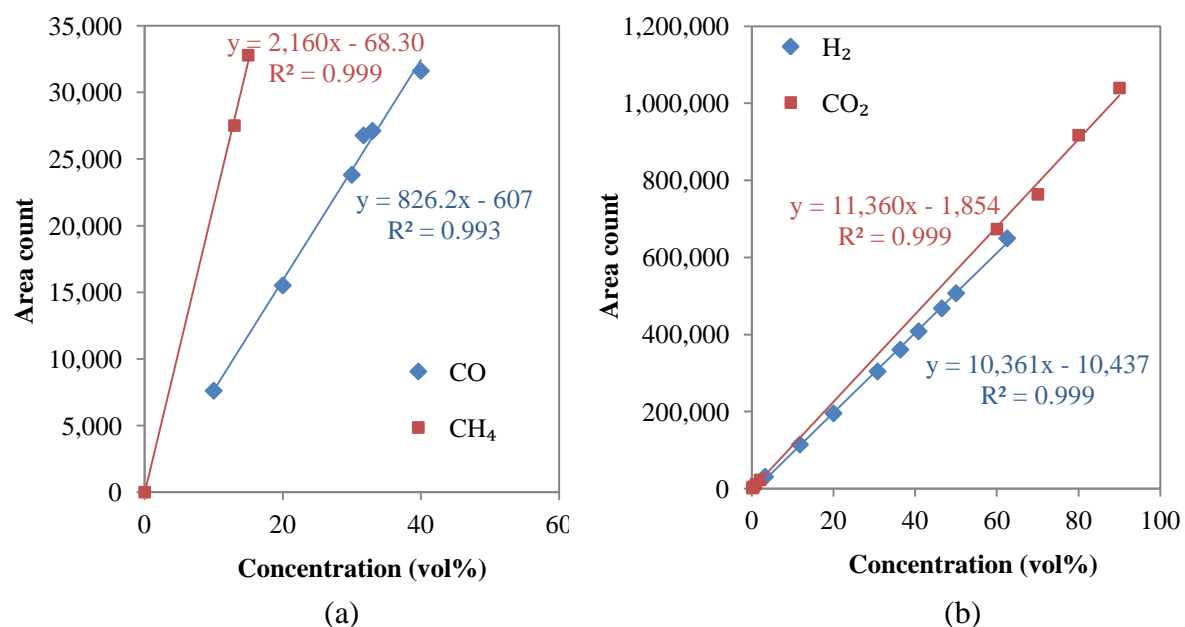 35,000
30,000
25,000
20,000
15,000
10,000
5,000
0
Area count
y = 2,160x - 68.30
R² = 0.999
y = 826.2x - 607
R² = 0.993
CO
CH₄
0 20 40 60
Concentration (vol%)
(a)
1,200,000
1,000,000
800,000
600,000
400,000
200,000
0
Area count
H₂
CO₂
y = 11,360x - 1,854
R² = 0.999
y = 10,361x - 10,437
R² = 0.999
0 20 40 60 80 100
Concentration (vol%)
(b)